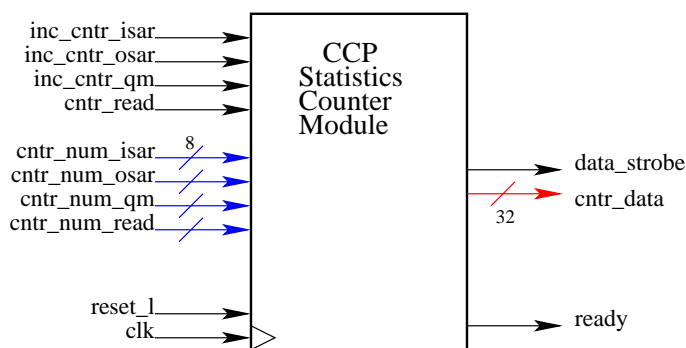 inc_cntr_isar
inc_cntr_osar
inc_cntr_qm
cntr_read
CCP
Statistics
Counter
Module
cntr_num_isar
8
cntr_num_osar
cntr_num_qm
cntr_num_read
data_strobe
cntr_data
32
reset_l
clk
ready